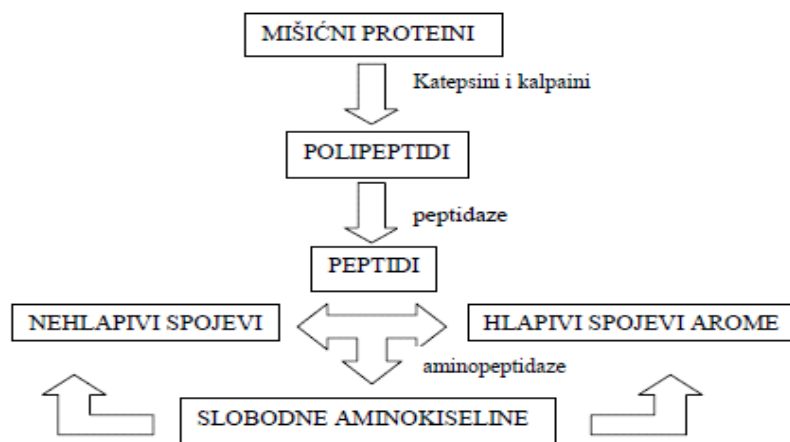 MIŠIĆNI PROTEINI
Katepsini i kalpaini
POLIPEPTIDI
peptidaze
PEPTIDI
NEHLAPIVI SPOJEVI
HLAPIVI SPOJEVI AROME
aminopeptidaze
SLOBODNE AMINOKISELINE